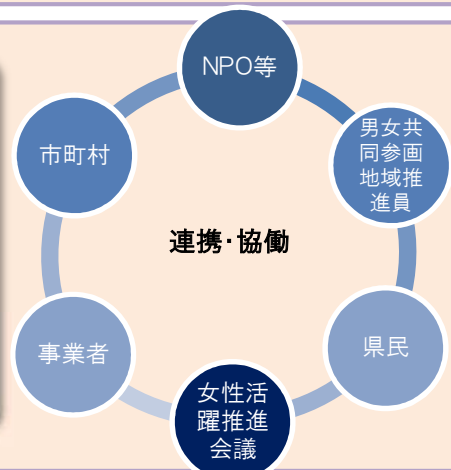 NPO等
男女共
同参画
地域推
進員
市町村
連携・協働
事業者
県民
女性活
躍推進
会議